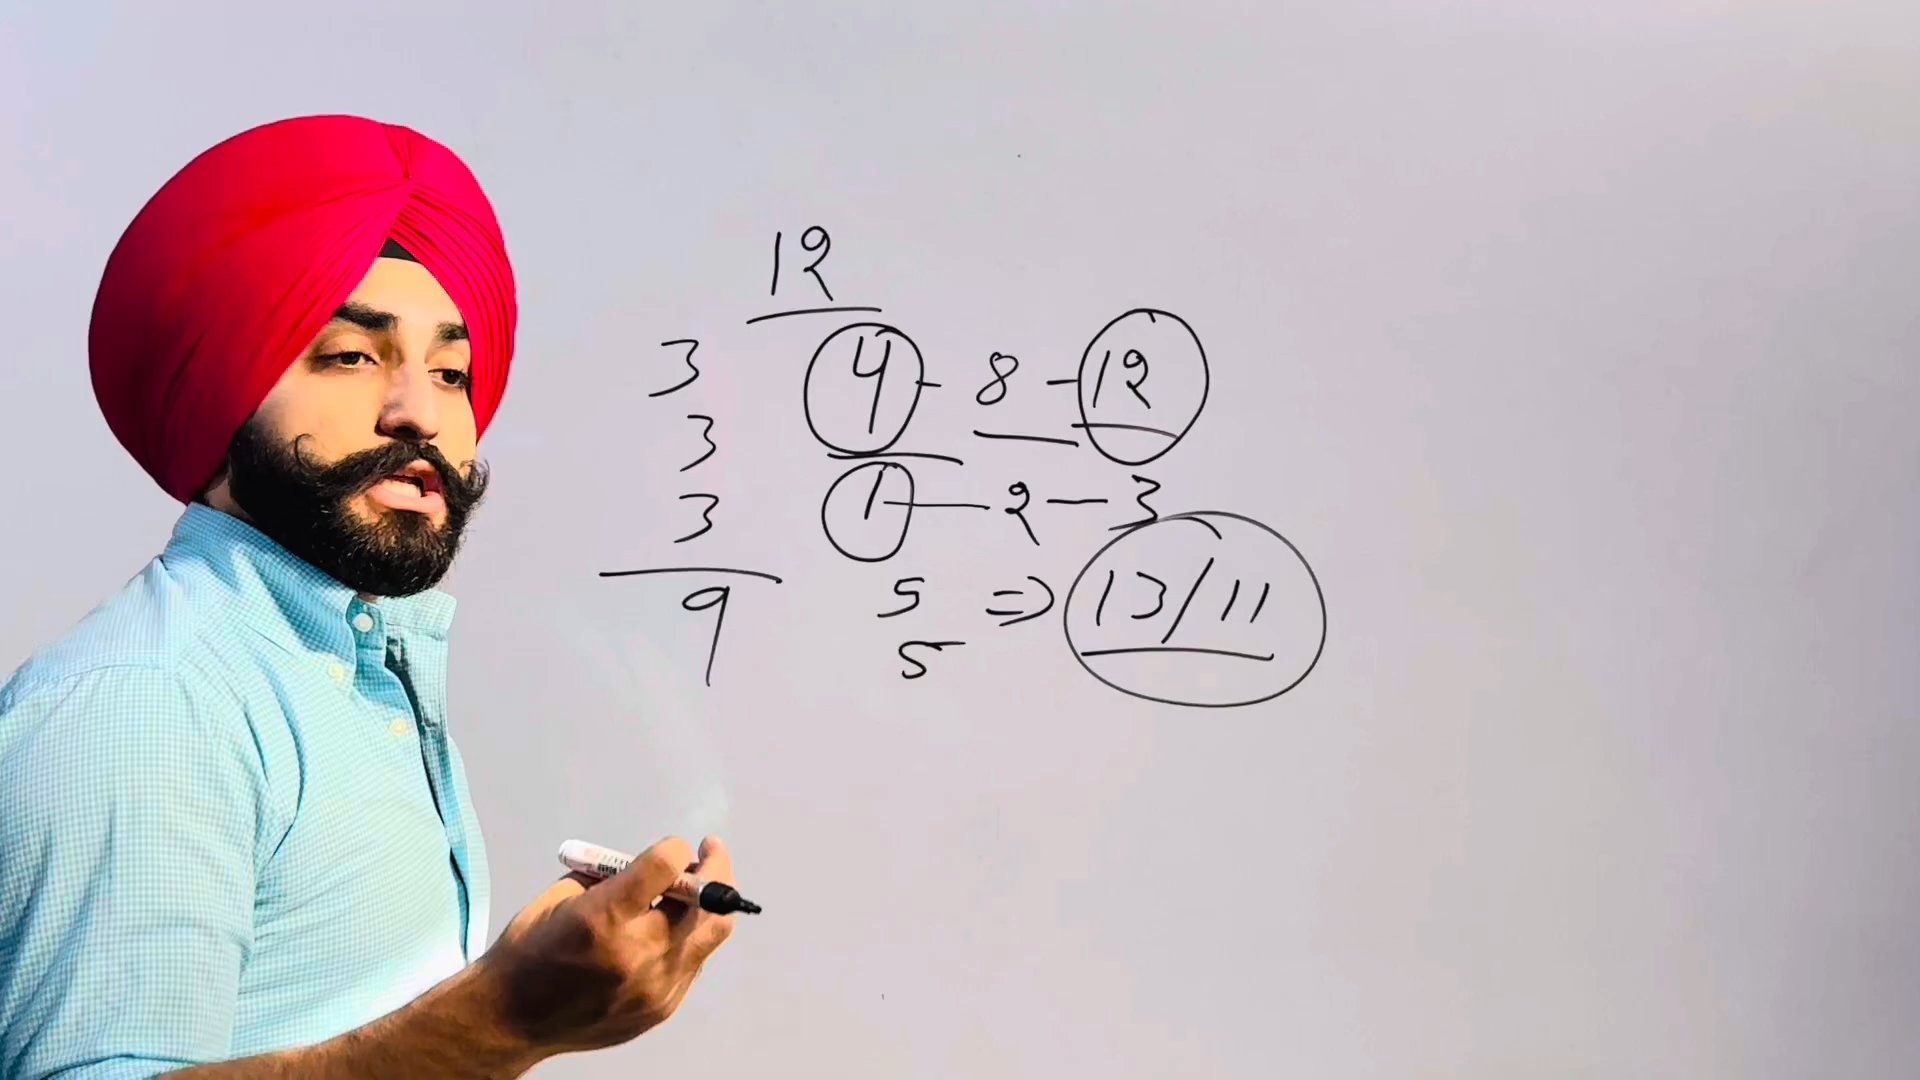 12
3 4 - 8 - 12
3
3 1 - 2 - 3
9 5 => 13/11
5